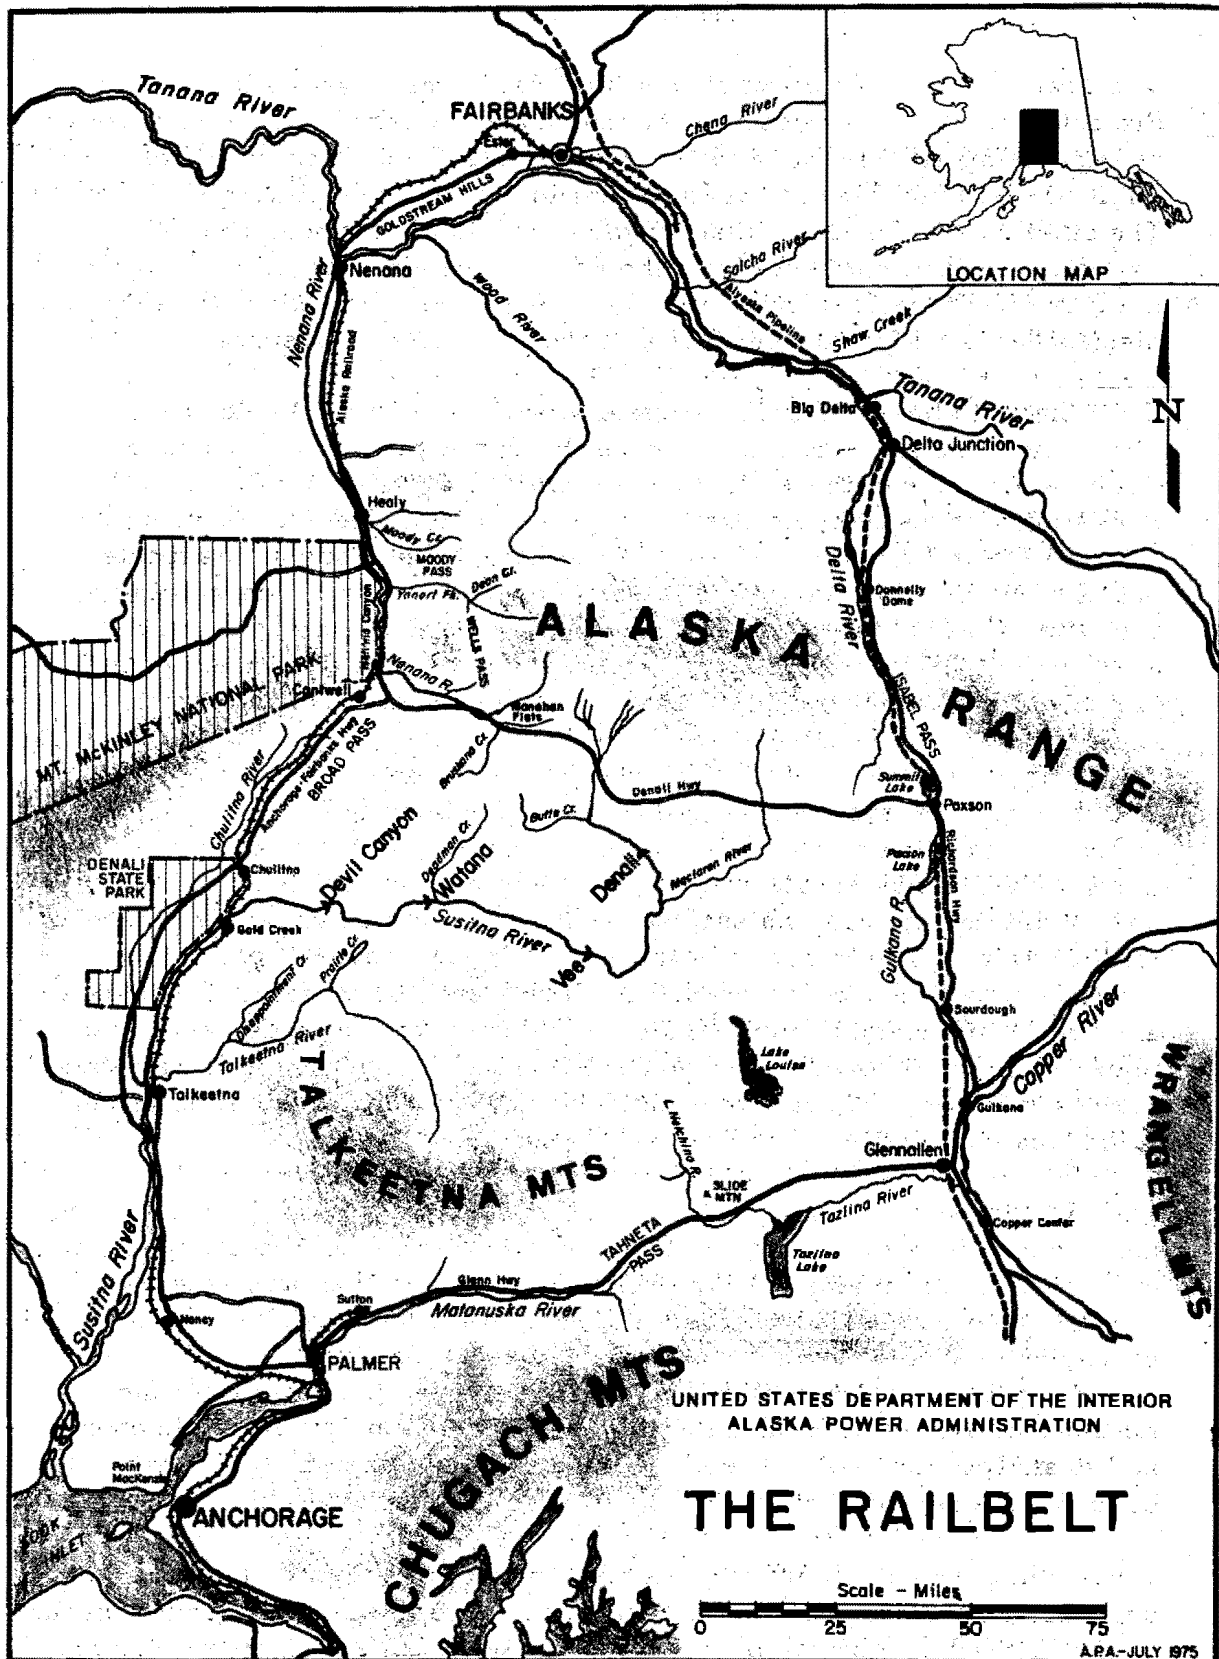 Tanana River
FAIRBANKS
Ester
Chena River
GOLDSTREAM HILLS
Nenana
Nenana River
Alaska Railroad
Wood River
Salcha River
Alyeska Pipeline
Shaw Creek
LOCATION MAP
N
Big Delta
Tanana River
Delta Junction
Healy
Moody Cr.
MOODY
PASS
Yanert Fk.
Dean Cr.
WELLS PASS
Delta River
Donnelly
Dome
ALASKA
RANGE
ISABEL PASS
MT. McKINLEY NATIONAL PARK
Cantwell
Nenana R.
Monahan
Flats
Brushkana Cr.
Chulitna River
Anchorage-Fairbanks Hwy
BROAD PASS
Denali Hwy
Summit
Lake
Paxson
Butte Cr.
Deadman Cr.
Devil Canyon
Watana
Denali
Maclaren River
Paxson
Lake
Richardson Hwy
DENALI
STATE
PARK
Chulitna
Gold Creek
Susitna River
Vee
Gulkana R.
Disappointment Cr.
Prairie Cr.
Talkeetna River
Talkeetna
Sourdough
Copper River
Lake
Louise
Gulkana
WRANGELL MTS
TALKEETNA MTS
Glennallen
SLIDE
MTN
Tazlina River
Copper Center
TAHNETA
PASS
Tazlina
Lake
Susitna River
Glenn Hwy
Sutton
Matanuska River
Nancy
PALMER
CHUGACH MTS
UNITED STATES DEPARTMENT OF THE INTERIOR
ALASKA POWER ADMINISTRATION
Point
MacKenzie
ANCHORAGE
COOK
INLET
THE RAILBELT
Scale - Miles
0 25 50 75
A.P.A.-JULY 1975